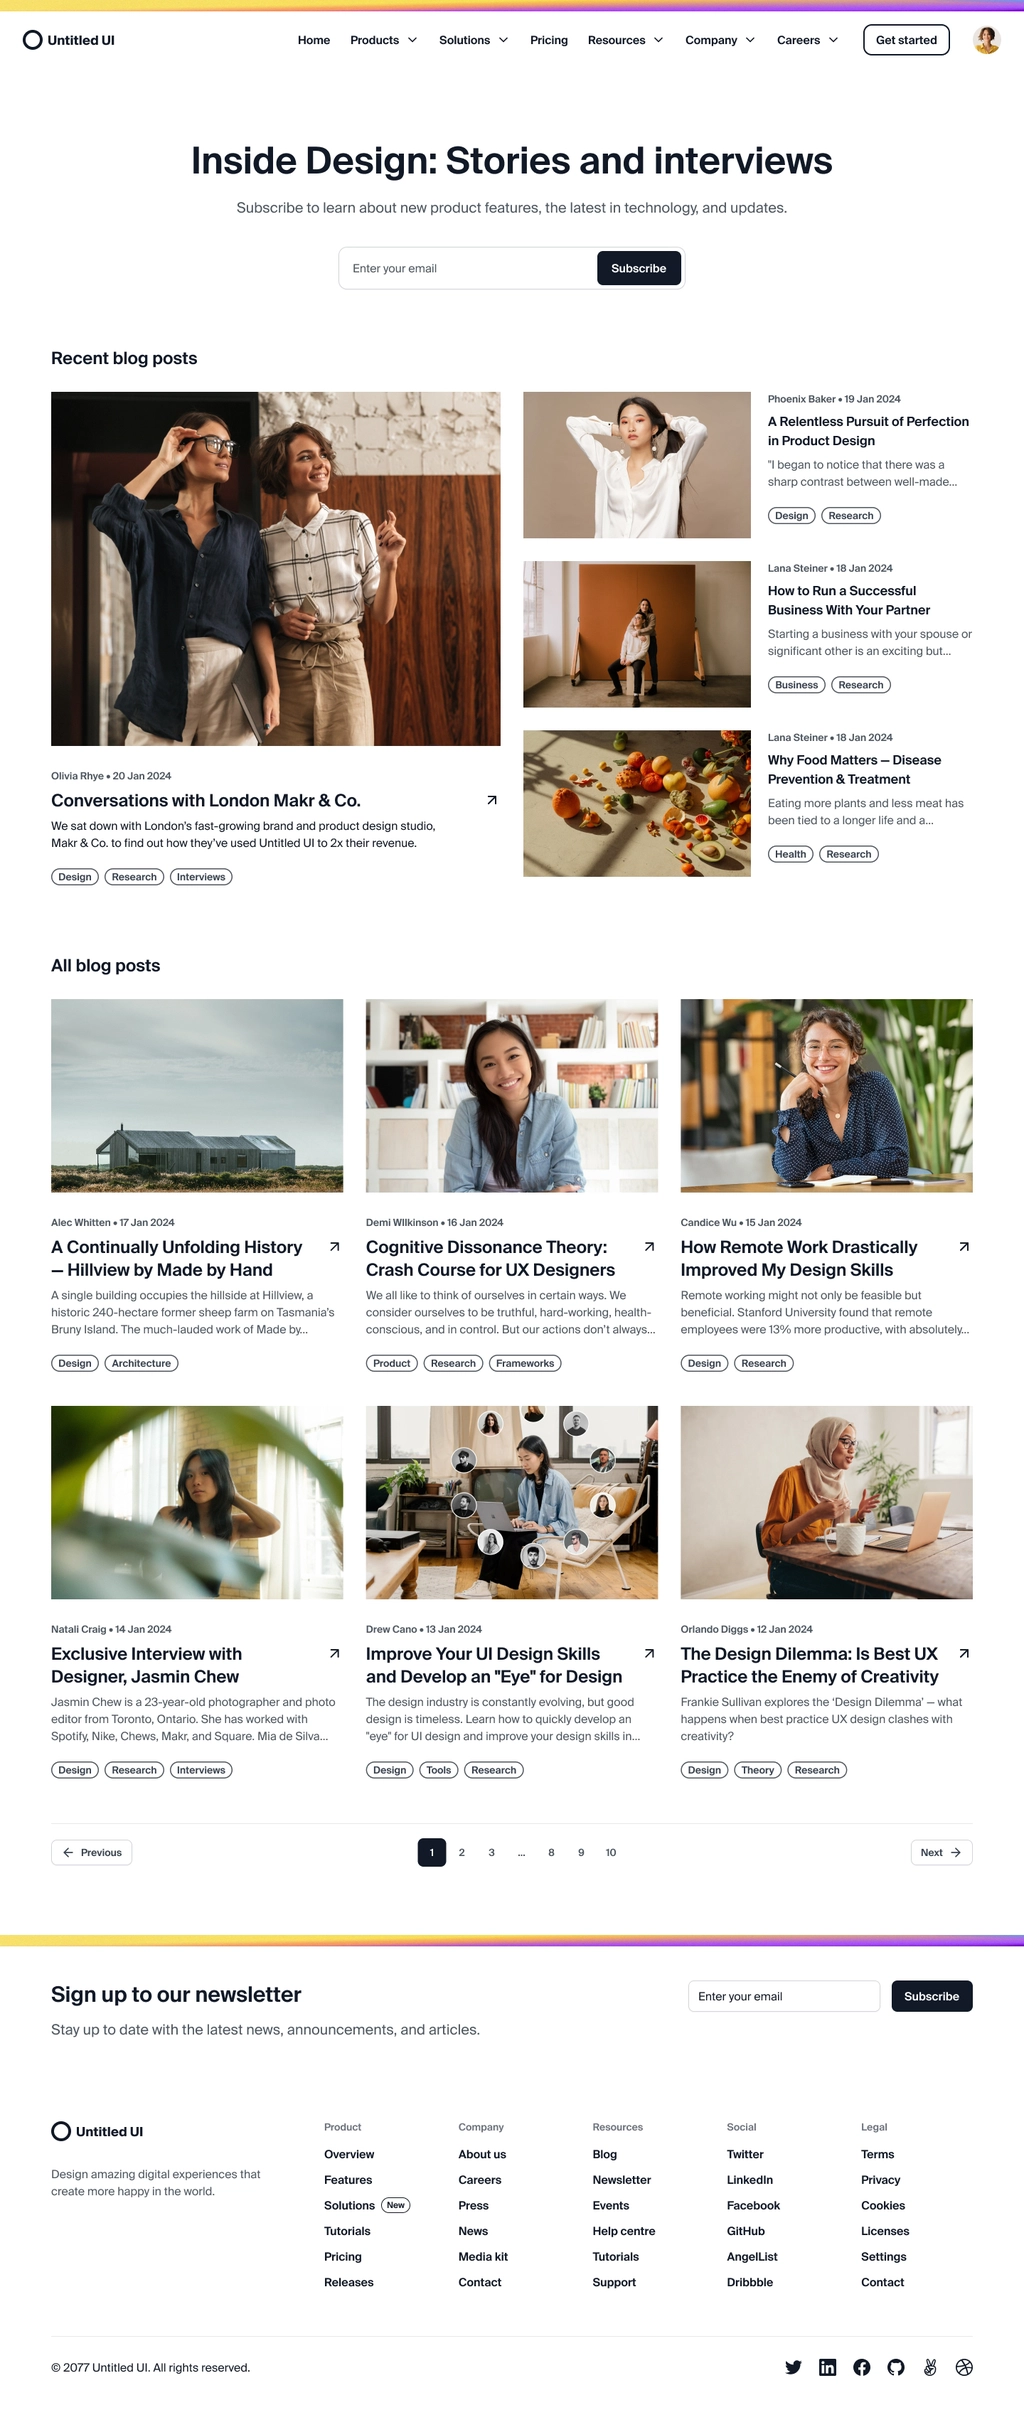 Untitled UI
Home
Products
Solutions
Pricing
Resources
Company
Careers
Get started
Inside Design: Stories and interviews
Subscribe to learn about new product features, the latest in technology, and updates.
Enter your email
Subscribe
Recent blog posts
Olivia Rhye • 20 Jan 2024
Conversations with London Makr & Co.
We sat down with London's fast-growing brand and product design studio,
Makr & Co. to find out how they've used Untitled UI to 2x their revenue.
Design
Research
Interviews
Phoenix Baker • 19 Jan 2024
A Relentless Pursuit of Perfection
in Product Design
"I began to notice that there was a
sharp contrast between well-made...
Design
Research
Lana Steiner • 18 Jan 2024
How to Run a Successful
Business With Your Partner
Starting a business with your spouse or
significant other is an exciting but...
Business
Research
Lana Steiner • 18 Jan 2024
Why Food Matters — Disease
Prevention & Treatment
Eating more plants and less meat has
been tied to a longer life and a...
Health
Research
All blog posts
Alec Whitten • 17 Jan 2024
A Continually Unfolding History
— Hillview by Made by Hand
A single building occupies the hillside at Hillview, a
historic 240-hectare former sheep farm on Tasmania's
Bruny Island. The much-lauded work of Made by...
Design
Architecture
Demi WIlkinson • 16 Jan 2024
Cognitive Dissonance Theory:
Crash Course for UX Designers
We all like to think of ourselves in certain ways. We
consider ourselves to be truthful, hard-working, health-
conscious, and in control. But our actions don't always...
Product
Research
Frameworks
Candice Wu • 15 Jan 2024
How Remote Work Drastically
Improved My Design Skills
Remote working might not only be feasible but
beneficial. Stanford University found that remote
employees were 13% more productive, with absolutely...
Design
Research
Natali Craig • 14 Jan 2024
Exclusive Interview with
Designer, Jasmin Chew
Jasmin Chew is a 23-year-old photographer and photo
editor from Toronto, Ontario. She has worked with
Spotify, Nike, Chews, Makr, and Square. Mia de Silva...
Design
Research
Interviews
Drew Cano • 13 Jan 2024
Improve Your UI Design Skills
and Develop an "Eye" for Design
The design industry is constantly evolving, but good
design is timeless. Learn how to quickly develop an
"eye" for UI design and improve your design skills in...
Design
Tools
Research
Orlando Diggs • 12 Jan 2024
The Design Dilemma: Is Best UX
Practice the Enemy of Creativity
Frankie Sullivan explores the 'Design Dilemma' — what
happens when best practice UX design clashes with
creativity?
Design
Theory
Research
Previous
1
2
3
...
8
9
10
Next
Sign up to our newsletter
Stay up to date with the latest news, announcements, and articles.
Enter your email
Subscribe
Untitled UI
Design amazing digital experiences that
create more happy in the world.
Product
Overview
Features
Solutions
New
Tutorials
Pricing
Releases
Company
About us
Careers
Press
News
Media kit
Contact
Resources
Blog
Newsletter
Events
Help centre
Tutorials
Support
Social
Twitter
LinkedIn
Facebook
GitHub
AngelList
Dribbble
Legal
Terms
Privacy
Cookies
Licenses
Settings
Contact
© 2077 Untitled UI. All rights reserved.